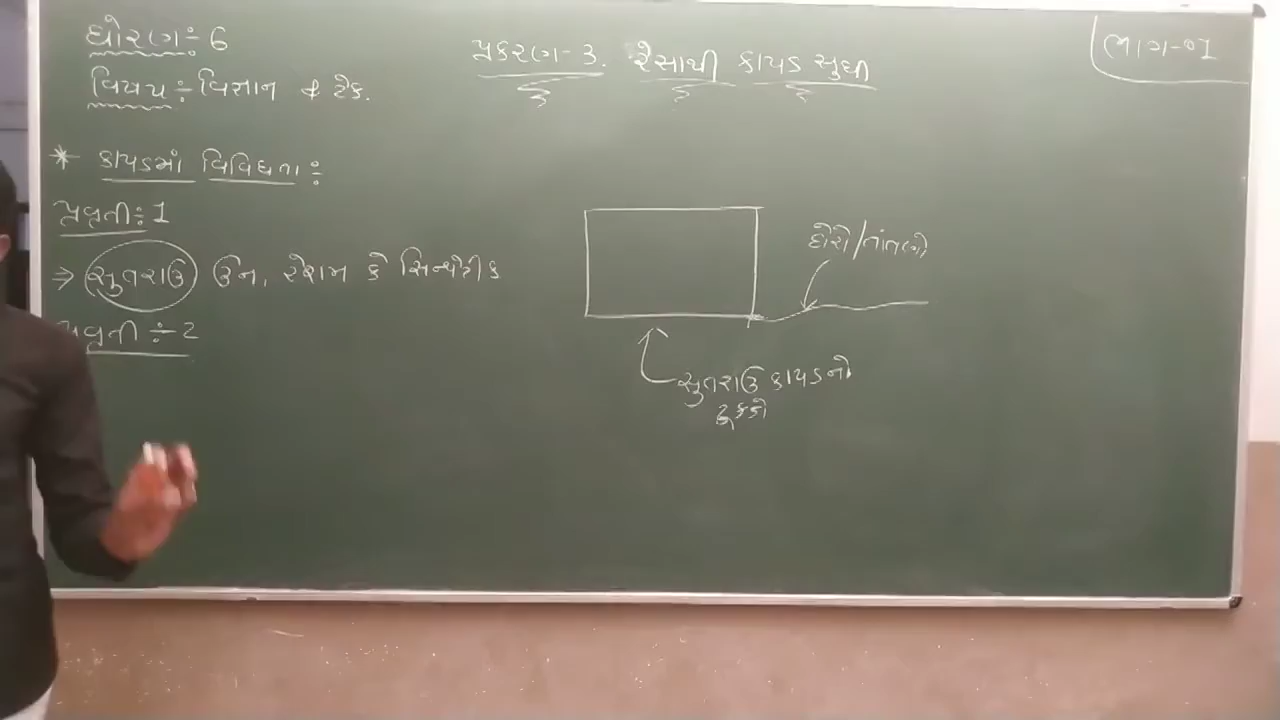 ધોરણ÷ 6
વિષય ÷ વિજ્ઞાન & ટેક.
પ્રકરણ-3. રેસાથી કાપડ સુધી
ભાગ-01
* કાપડમાં વિવિધતા ÷
પ્રવૃતી÷ 1
⇒ સુતરાઉ ઉન, રેશમ કે સિન્થેટીક
પ્રવૃતી ÷ 2
દોરો/તાંતણો
સુતરાઉ કાપડનો
ટુકડો